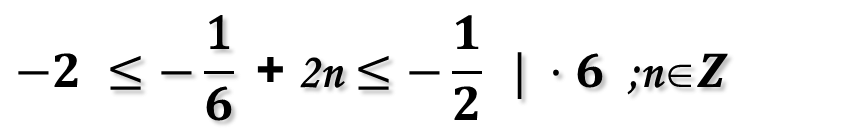 −2 ≤ −1/6 + 2n ≤ −1/2 | · 6 ;n∈Z